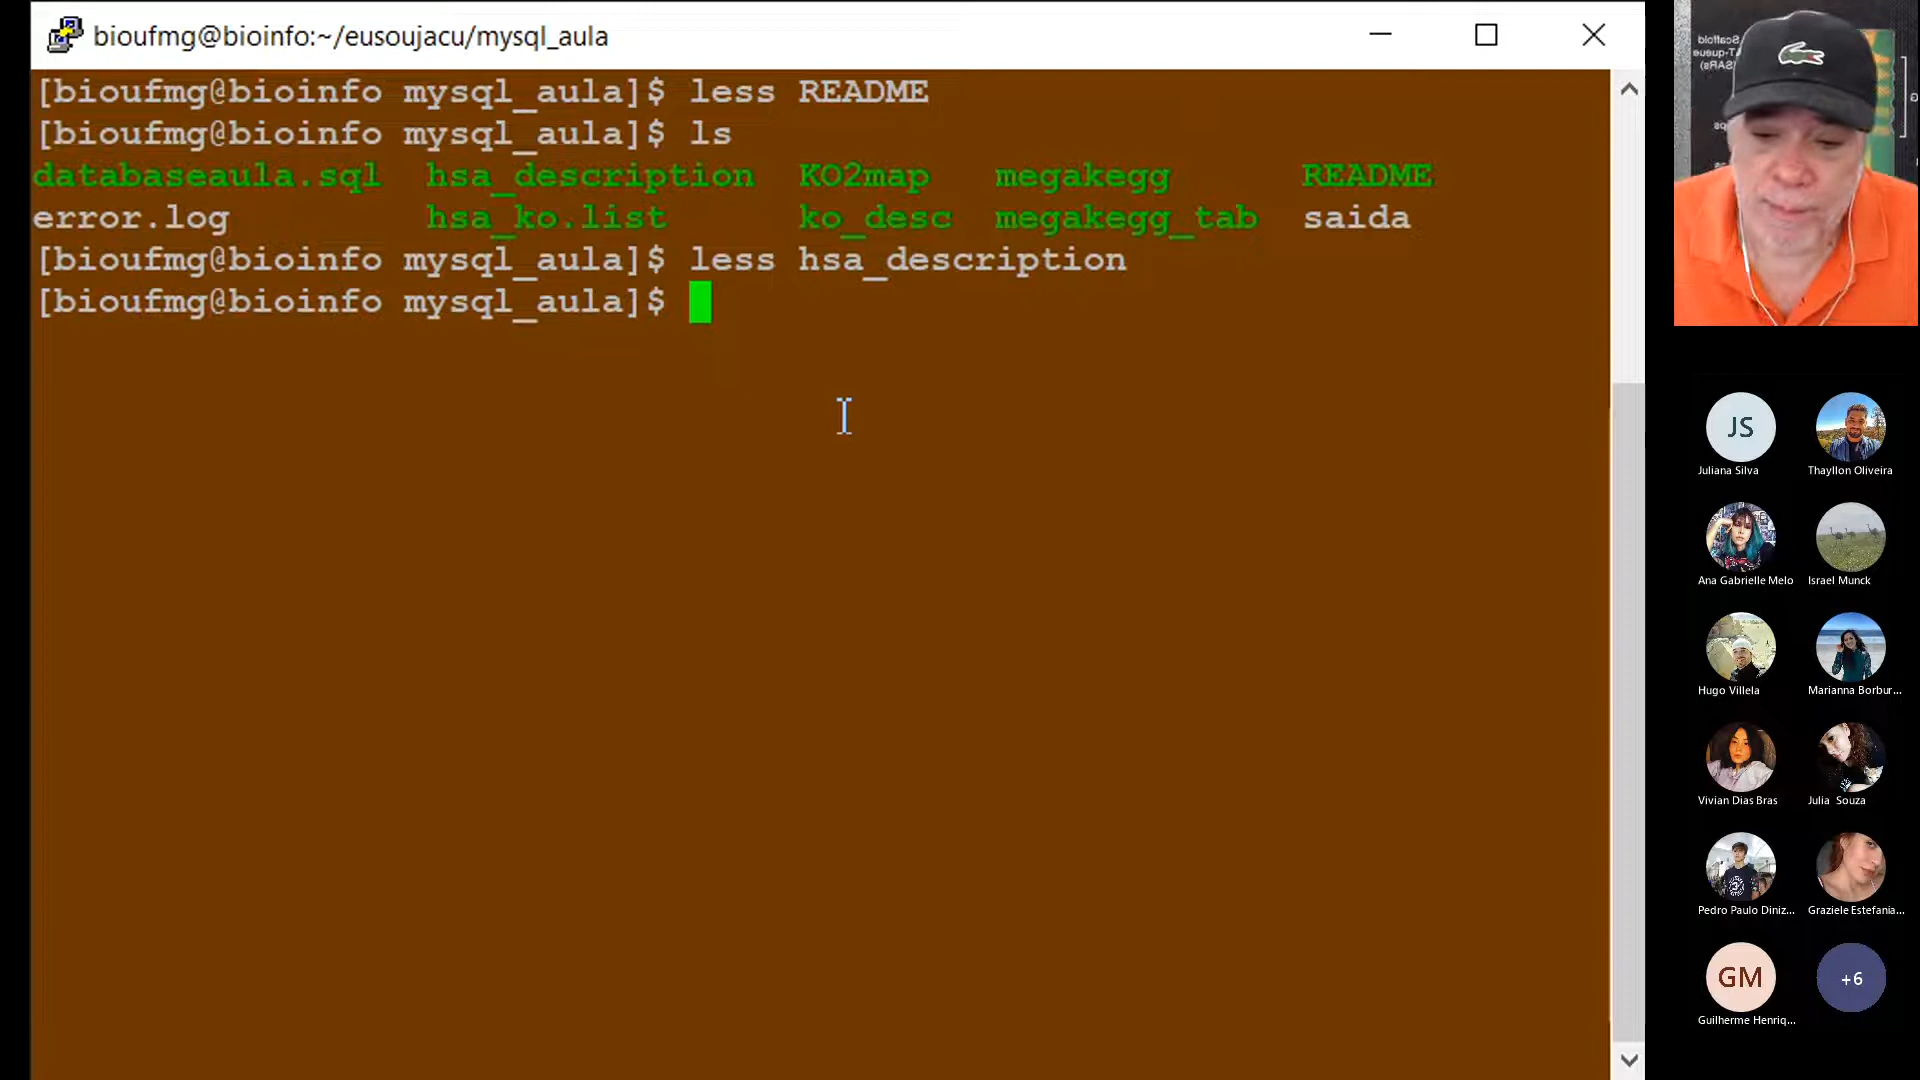 bioufmg@bioinfo:~/eusoujacu/mysql_aula
[bioufmg@bioinfo mysql_aula]$ less README
[bioufmg@bioinfo mysql_aula]$ ls
databaseaula.sql hsa_description KO2map megakegg README
error.log hsa_ko.list ko_desc megakegg_tab saida
[bioufmg@bioinfo mysql_aula]$ less hsa_description
[bioufmg@bioinfo mysql_aula]$
Scaffold
(SARs)
JS
Juliana Silva
Thayllon Oliveira
Ana Gabrielle Melo
Israel Munck
Hugo Villela
Marianna Borbur...
Vivian Dias Bras
Julia Souza
Pedro Paulo Diniz...
Graziele Estefania...
GM
Guilherme Henriq...
+6